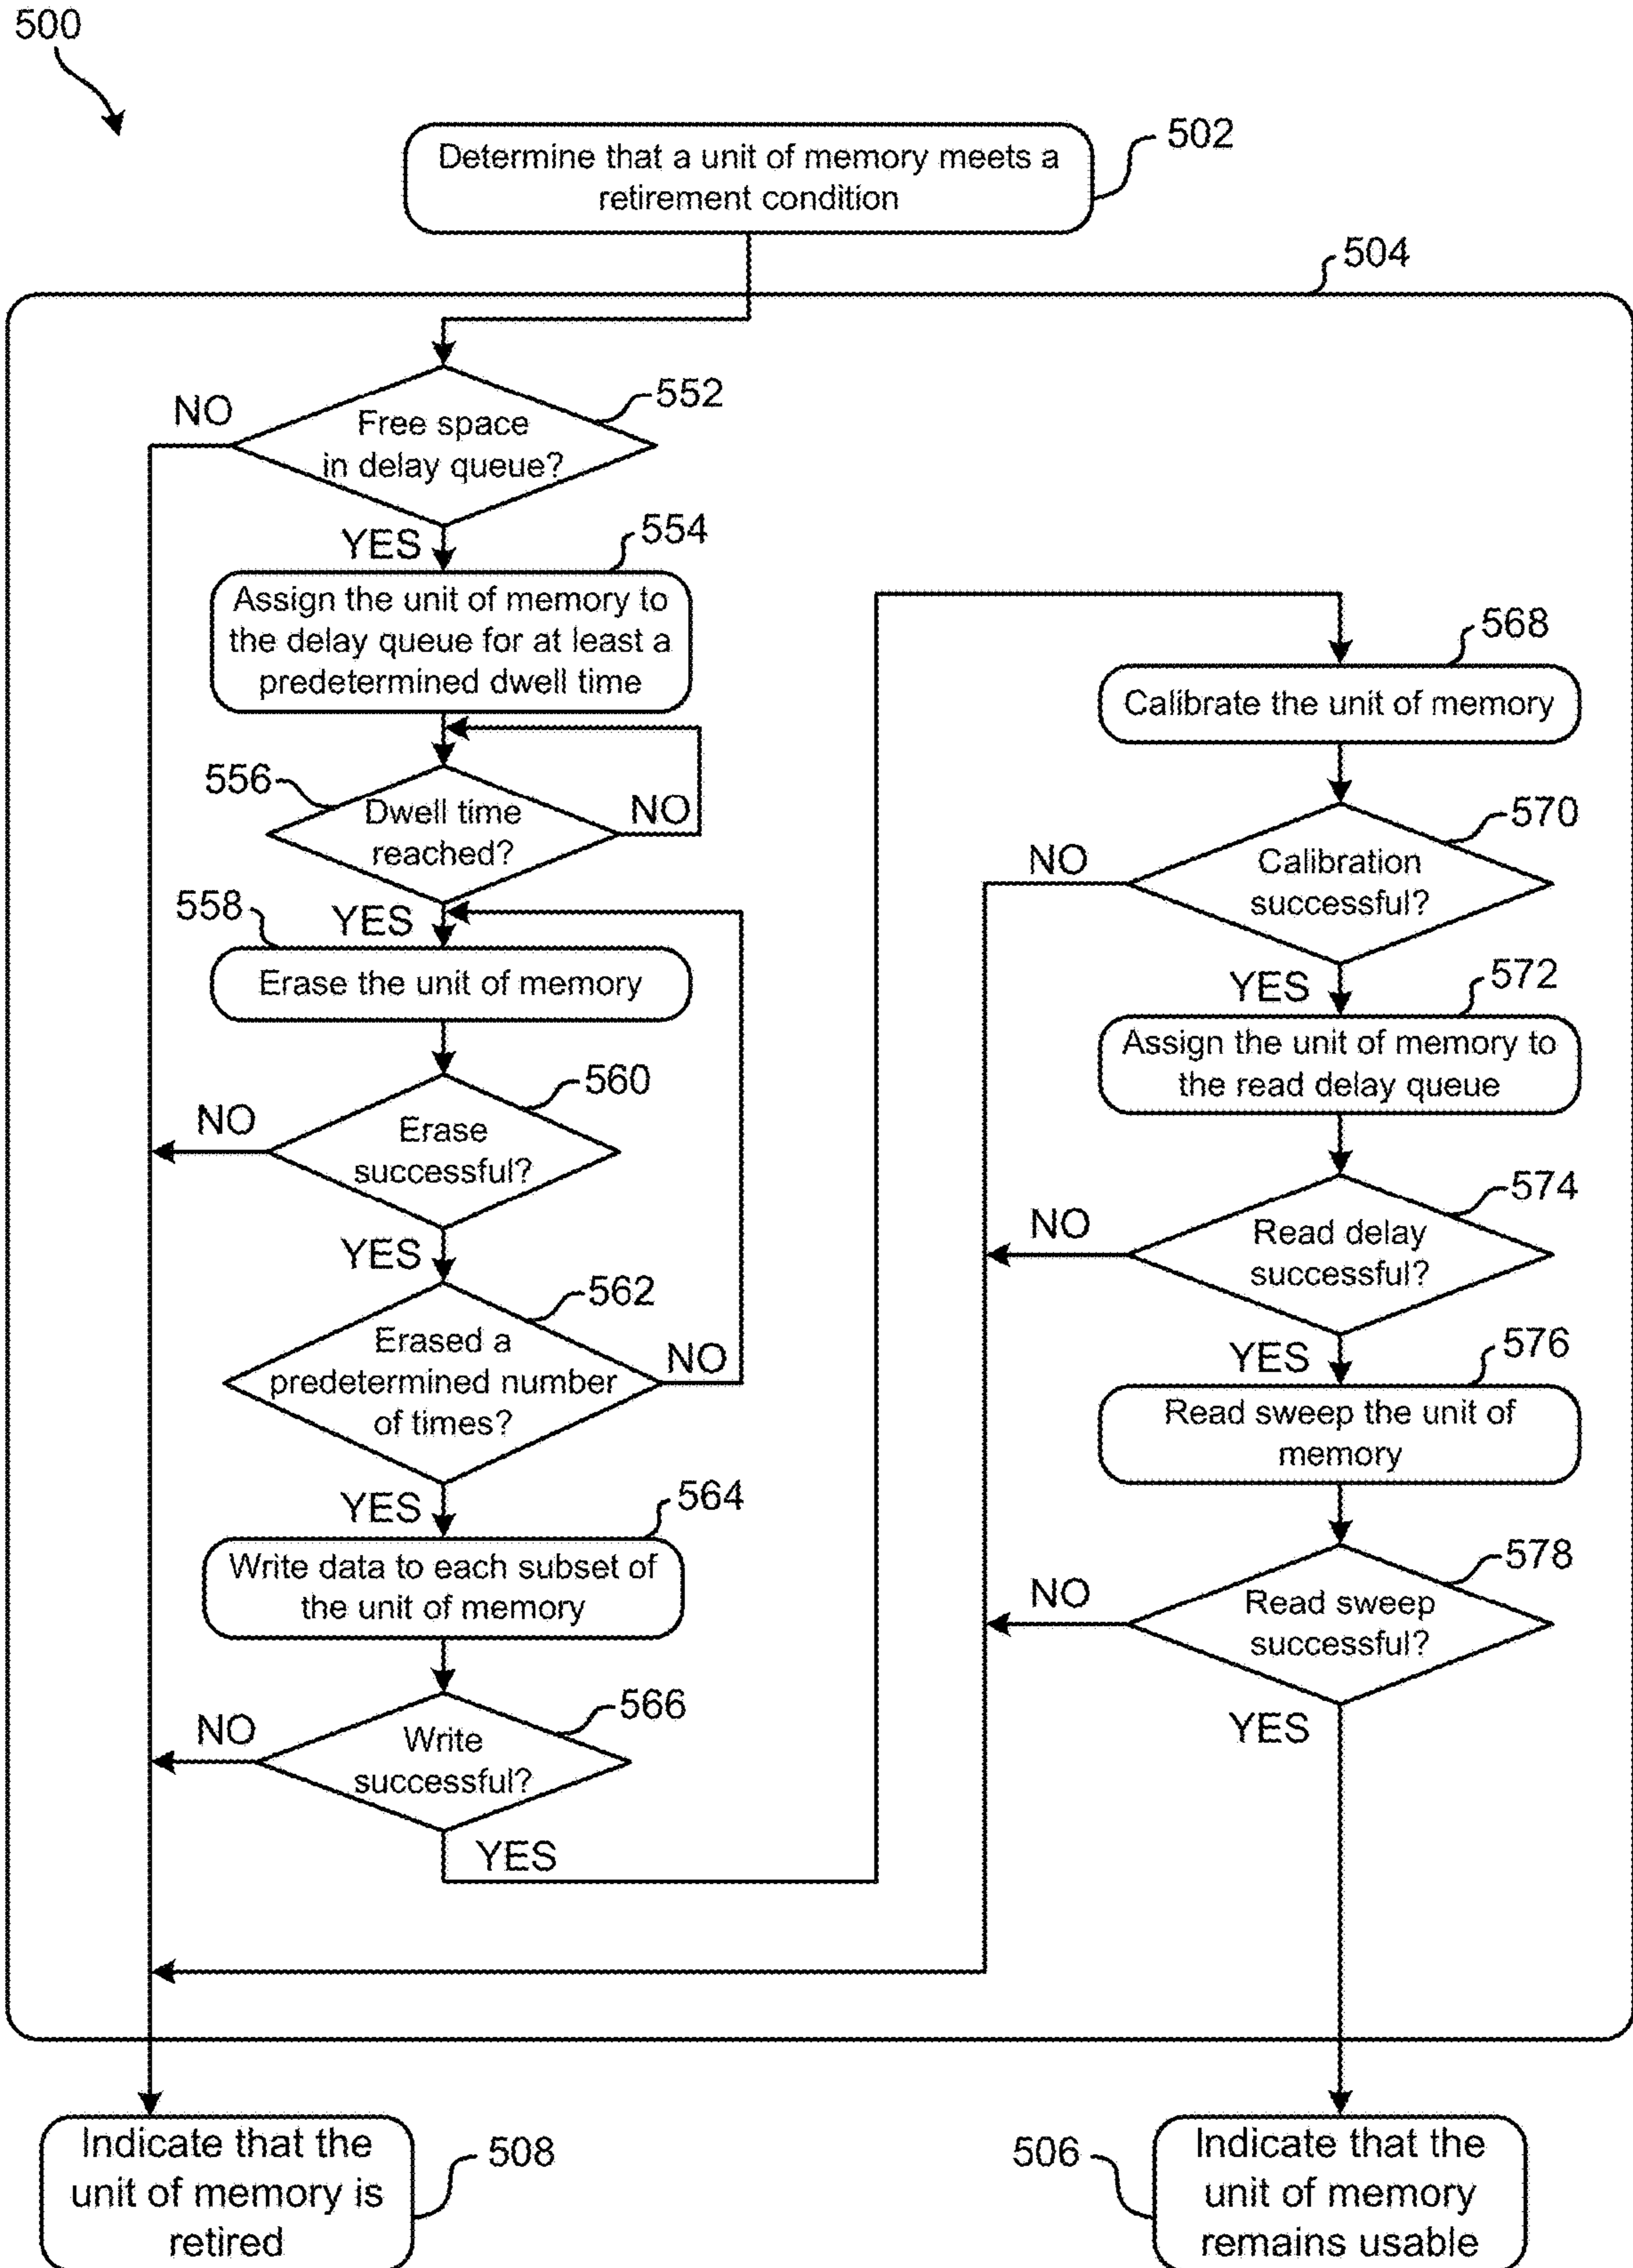 500
Determine that a unit of memory meets a
retirement condition
502
504
NO
Free space
in delay queue?
552
YES
554
Assign the unit of memory to
the delay queue for at least a
predetermined dwell time
556
Dwell time
reached?
NO
558
YES
Erase the unit of memory
560
NO
Erase
successful?
YES
562
Erased a
predetermined number
of times?
NO
YES
564
Write data to each subset of
the unit of memory
566
NO
Write
successful?
YES
568
Calibrate the unit of memory
570
NO
Calibration
successful?
YES
572
Assign the unit of memory to
the read delay queue
574
NO
Read delay
successful?
YES
576
Read sweep the unit of
memory
578
NO
Read sweep
successful?
YES
Indicate that the
unit of memory is
retired
508
506
Indicate that the
unit of memory
remains usable